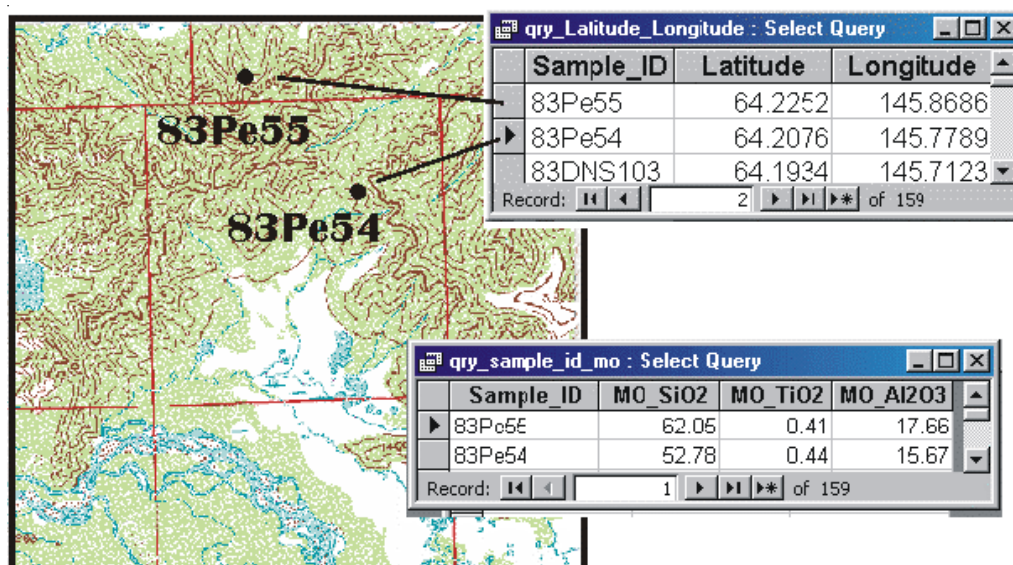 83Pe55
83Pe54
qry_Latitude_Longitude : Select Query
Sample_ID Latitude Longitude
83Pe55 64.2252 145.8686
83Pe54 64.2076 145.7789
83DNS103 64.1934 145.7123
Record: 2 of 159
qry_sample_id_mo : Select Query
Sample_ID MO_SiO2 MO_TiO2 MO_Al2O3
83Pe55 62.05 0.41 17.66
83Pe54 52.78 0.44 15.67
Record: 1 of 159